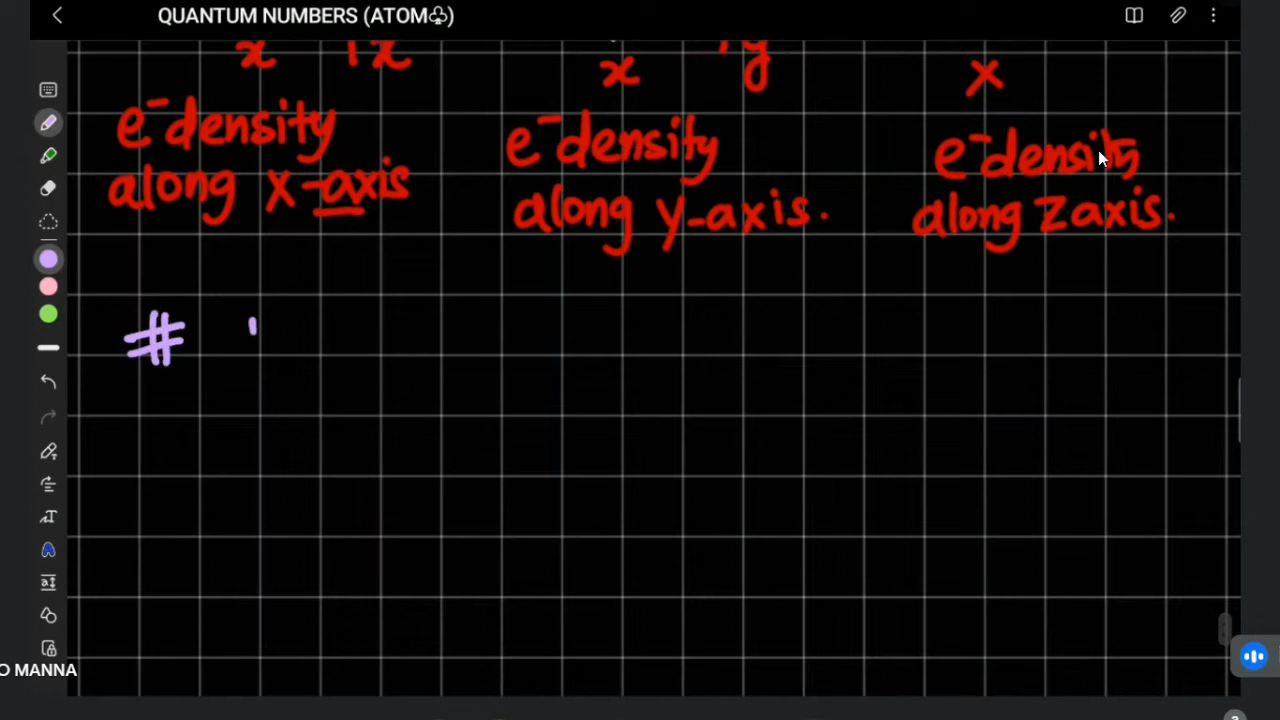 QUANTUM NUMBERS (ATOM♣)
x
x
y
x
e⁻density
along x-axis
e⁻density
along y-axis.
e⁻density
along z axis.
#
O MANNA